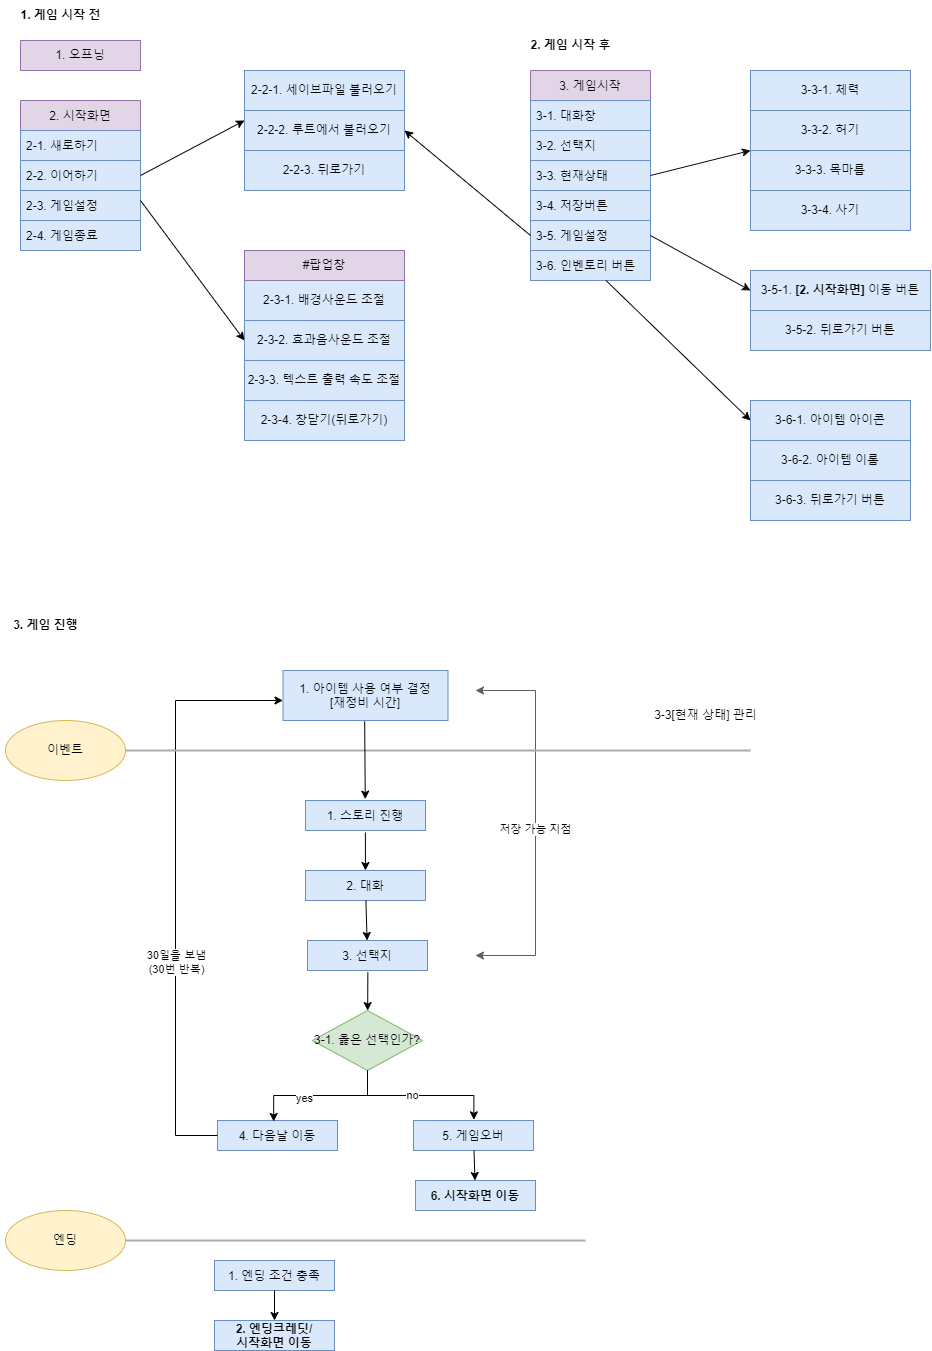 1. 게임 시작 전
1. 오프닝
2. 시작화면
2-1. 새로하기
2-2. 이어하기
2-3. 게임설정
2-4. 게임종료
2-2-1. 세이브파일 불러오기
2-2-2. 루트에서 불러오기
2-2-3. 뒤로가기
#팝업창
2-3-1. 배경사운드 조절
2-3-2. 효과음사운드 조절
2-3-3. 텍스트 출력 속도 조절
2-3-4. 창닫기(뒤로가기)
2. 게임 시작 후
3. 게임시작
3-1. 대화창
3-2. 선택지
3-3. 현재상태
3-4. 저장버튼
3-5. 게임설정
3-6. 인벤토리 버튼
3-3-1. 체력
3-3-2. 허기
3-3-3. 목마름
3-3-4. 사기
3-5-1. [2. 시작화면] 이동 버튼
3-5-2. 뒤로가기 버튼
3-6-1. 아이템 아이콘
3-6-2. 아이템 이름
3-6-3. 뒤로가기 버튼
3. 게임 진행
1. 아이템 사용 여부 결정
[재정비 시간]
3-3[현재 상태] 관리
이벤트
1. 스토리 진행
저장 가능 지점
2. 대화
3. 선택지
30일을 보냄
(30번 반복)
3-1. 옳은 선택인가?
yes
no
4. 다음날 이동
5. 게임오버
6. 시작화면 이동
엔딩
1. 엔딩 조건 충족
2. 엔딩크레딧/
시작화면 이동